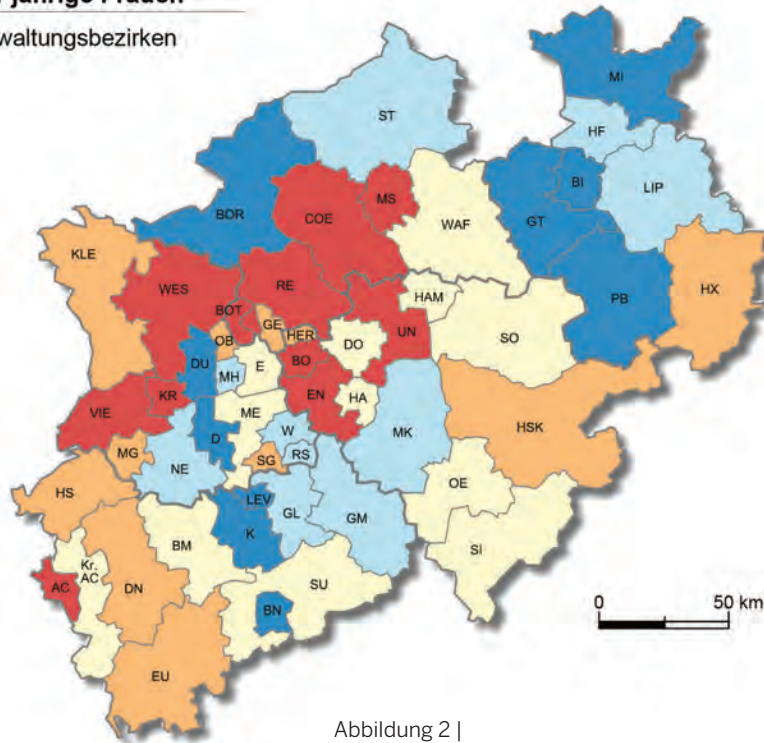 jährige Frauen
waltungsbezirken
MI
ST
HF
BI
LIP
BOR
MS
COE
WAF
GT
KLE
WES
RE
HAM
PB
HX
BOT
GE
HER
UN
SO
OB
DO
DU
MH
E
BO
EN
HA
VIE
KR
ME
MK
HSK
MG
D
W
NE
SG
RS
HS
OE
LEV
GL
GM
K
BM
SI
Kr.
AC
AC
DN
SU
BN
0 50 km
EU
Abbildung 2 |